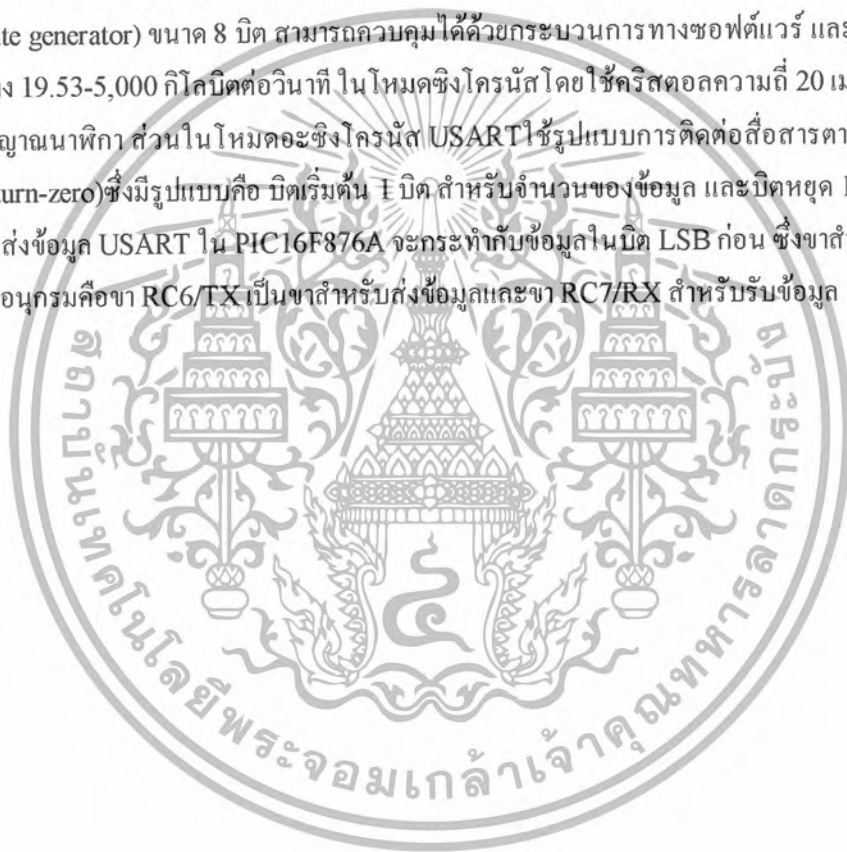 te generator) ขนาด 8 บิต สามารถควบคุมได้ด้วยกระบวนการทางซอฟต์แวร์ และ
ง 19.53-5,000 กิโลบิตต่อวินาที ในโหมดซิงโครนัสโดยใช้คริสตอลความถี่ 20 เม
ญาณนาฬิกา ส่วนในโหมดอะซิงโครนัส USARTใช้รูปแบบการติดต่อสื่อสารตา
turn-zero)ซึ่งมีรูปแบบคือ บิตเริ่มต้น 1 บิต สำหรับจำนวนของข้อมูล และบิตหยุด 1
ส่งข้อมูล USART ใน PIC16F876A จะกระทำกับข้อมูลในบิต LSB ก่อน ซึ่งขาสำ
อนุกรมคือขา RC6/TX เป็นขาสำหรับส่งข้อมูลและขา RC7/RX สำหรับรับข้อมูล
สถาบันเทคโนโลยีพระจอมเกล้าเจ้าคุณทหารลาดกระบัง